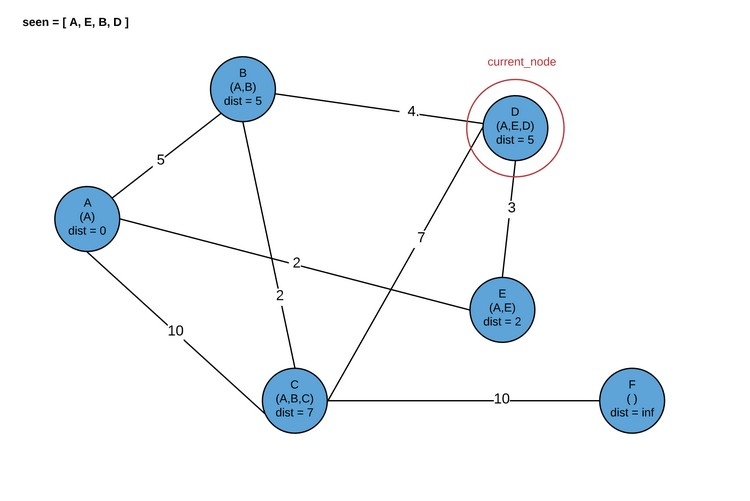 seen = [ A, E, B, D ]
current_node
B
(A,B)
dist = 5
4.
D
(A,E,D)
dist = 5
5
A
(A)
dist = 0
3
7
2
2
E
(A,E)
dist = 2
10
C
(A,B,C)
dist = 7
10
F
( )
dist = inf